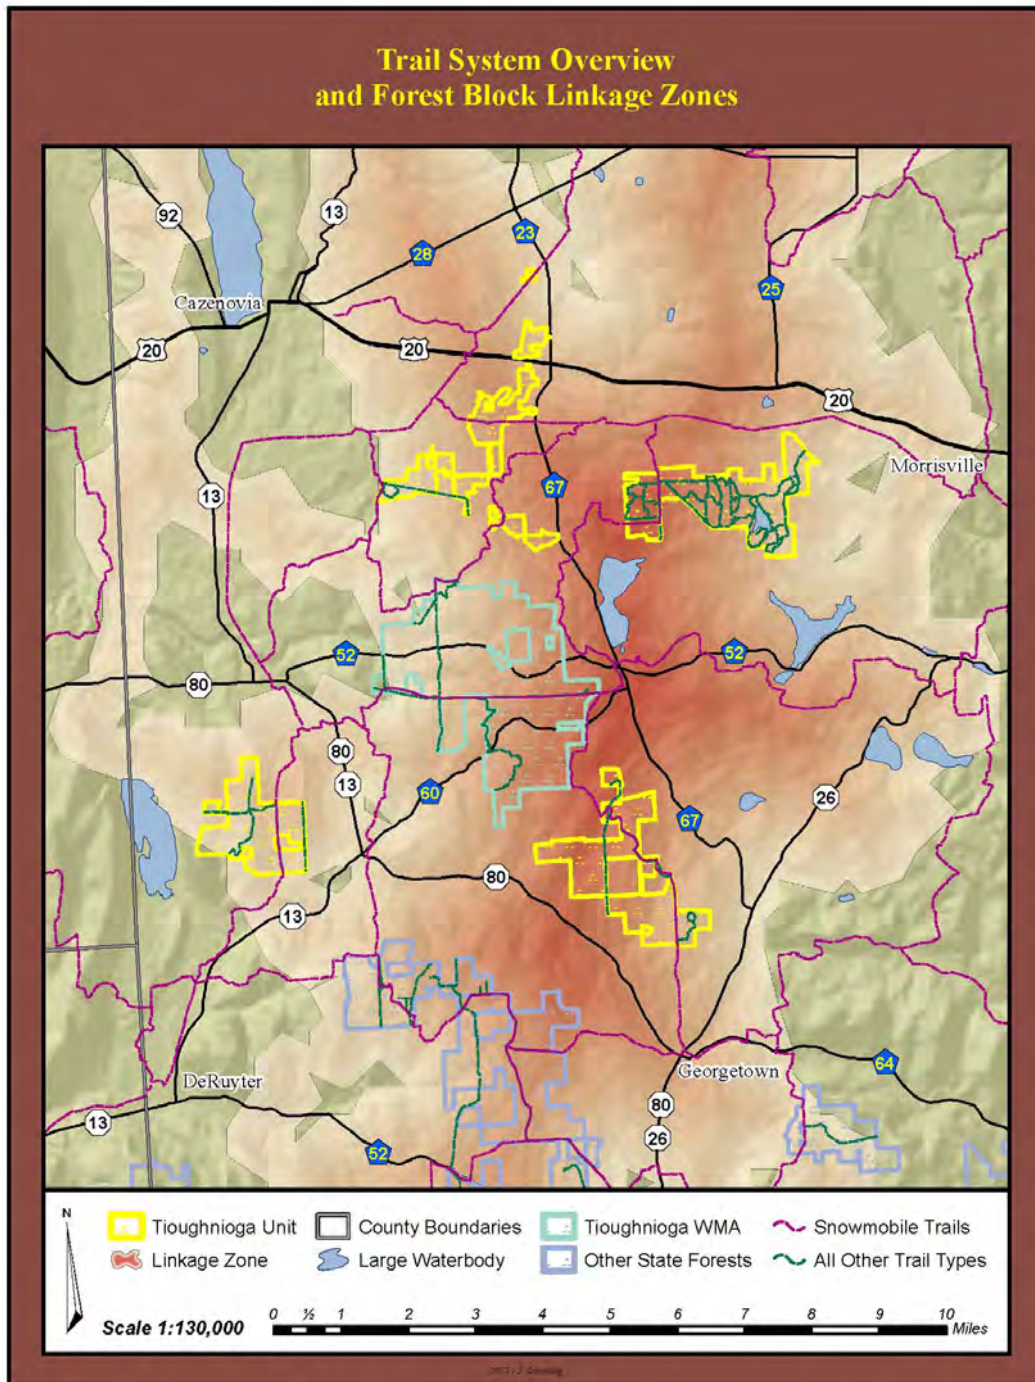 Trail System Overview
and Forest Block Linkage Zones
92
13
23
28
25
Cazenovia
20
20
20
Morrisville
13
67
52
52
80
80
13
60
26
67
80
13
DeRuyter
Georgetown
64
80
13
26
52
N
Tioughnioga Unit
County Boundaries
Tioughnioga WMA
Snowmobile Trails
Linkage Zone
Large Waterbody
Other State Forests
All Other Trail Types
Scale 1:130,000
0 ½ 1 2 3 4 5 6 7 8 9 10
Miles